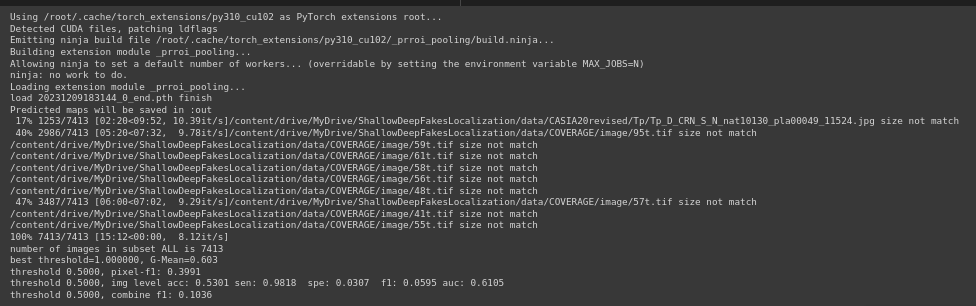 Using /root/.cache/torch_extensions/py310_cu102 as PyTorch extensions root...
Detected CUDA files, patching ldflags
Emitting ninja build file /root/.cache/torch_extensions/py310_cu102/_prroi_pooling/build.ninja...
Building extension module _prroi_pooling...
Allowing ninja to set a default number of workers... (overridable by setting the environment variable MAX_JOBS=N)
ninja: no work to do.
Loading extension module _prroi_pooling...
load 20231209183144_0_end.pth finish
Predicted maps will be saved in :out
17% 1253/7413 [02:20<09:52, 10.39it/s]/content/drive/MyDrive/ShallowDeepFakesLocalization/data/CASIA20revised/Tp/Tp_D_CRN_S_N_nat10130_pla00049_11524.jpg size not match
40% 2986/7413 [05:20<07:32, 9.78it/s]/content/drive/MyDrive/ShallowDeepFakesLocalization/data/COVERAGE/image/95t.tif size not match
/content/drive/MyDrive/ShallowDeepFakesLocalization/data/COVERAGE/image/59t.tif size not match
/content/drive/MyDrive/ShallowDeepFakesLocalization/data/COVERAGE/image/61t.tif size not match
/content/drive/MyDrive/ShallowDeepFakesLocalization/data/COVERAGE/image/58t.tif size not match
/content/drive/MyDrive/ShallowDeepFakesLocalization/data/COVERAGE/image/56t.tif size not match
/content/drive/MyDrive/ShallowDeepFakesLocalization/data/COVERAGE/image/48t.tif size not match
47% 3487/7413 [06:00<07:02, 9.29it/s]/content/drive/MyDrive/ShallowDeepFakesLocalization/data/COVERAGE/image/57t.tif size not match
/content/drive/MyDrive/ShallowDeepFakesLocalization/data/COVERAGE/image/41t.tif size not match
/content/drive/MyDrive/ShallowDeepFakesLocalization/data/COVERAGE/image/55t.tif size not match
100% 7413/7413 [15:12<00:00, 8.12it/s]
number of images in subset ALL is 7413
best threshold=1.000000, G-Mean=0.603
threshold 0.5000, pixel-f1: 0.3991
threshold 0.5000, img level acc: 0.5301 sen: 0.9818 spe: 0.0307 f1: 0.0595 auc: 0.6105
threshold 0.5000, combine f1: 0.1036